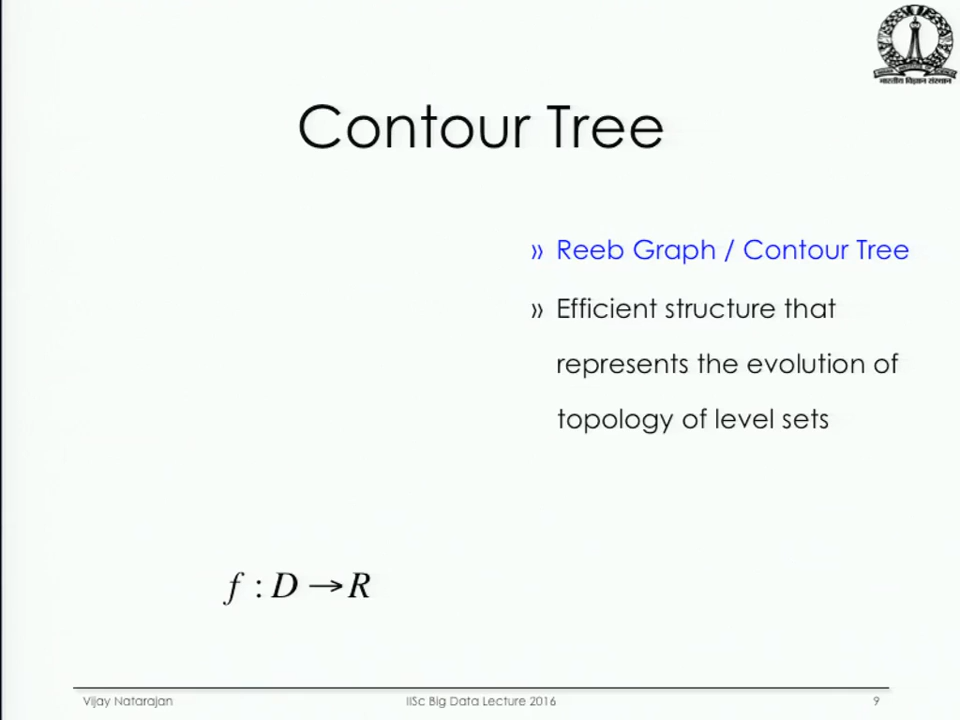 Contour Tree
» Reeb Graph / Contour Tree
» Efficient structure that
represents the evolution of
topology of level sets
f : D → R
Vijay Natarajan
IISc Big Data Lecture 2016
9
भारतीय विज्ञान संस्थान